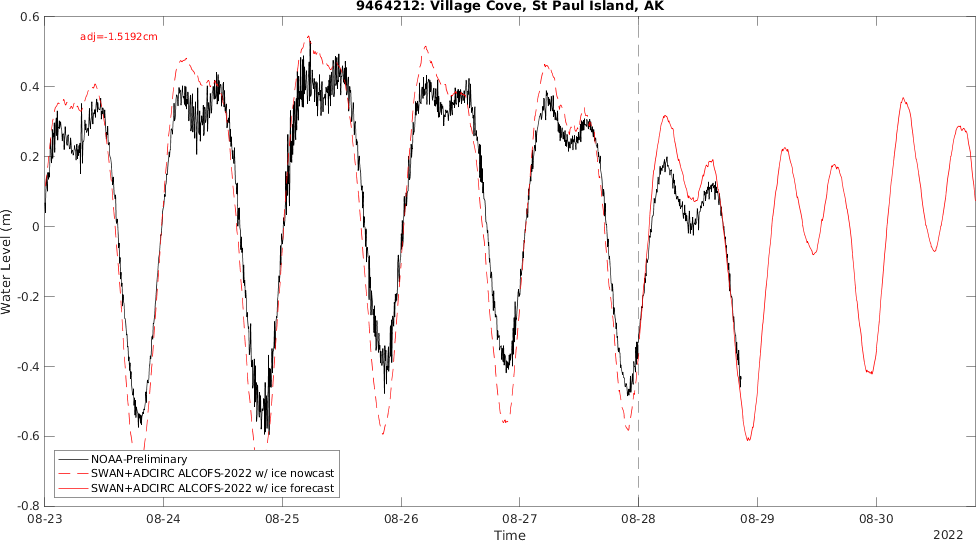 9464212: Village Cove, St Paul Island, AK
adj=-1.5192cm
0.6
0.4
0.2
0
-0.2
-0.4
-0.6
-0.8
Water Level (m)
NOAA-Preliminary
SWAN+ADCIRC ALCOFS-2022 w/ ice nowcast
SWAN+ADCIRC ALCOFS-2022 w/ ice forecast
08-23 08-24 08-25 08-26 08-27 08-28 08-29 08-30
Time
2022